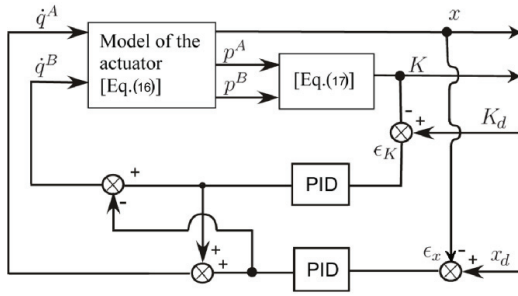 q̇^A
x
Model of the
actuator
[Eq.(16)]
p^A
p^B
[Eq.(17)]
K
q̇^B
-
+
K_d
ϵ_K
+
-
PID
+
+
PID
ϵ_x
-
+
x_d